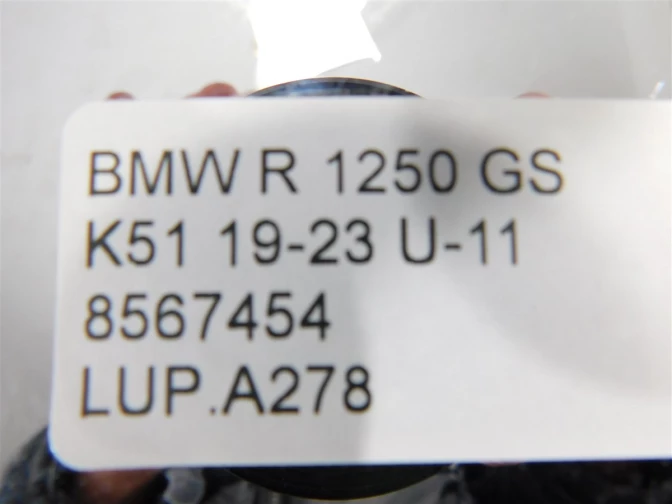 BMW R 1250 GS
K51 19-23 U-11
8567454
LUP.A278